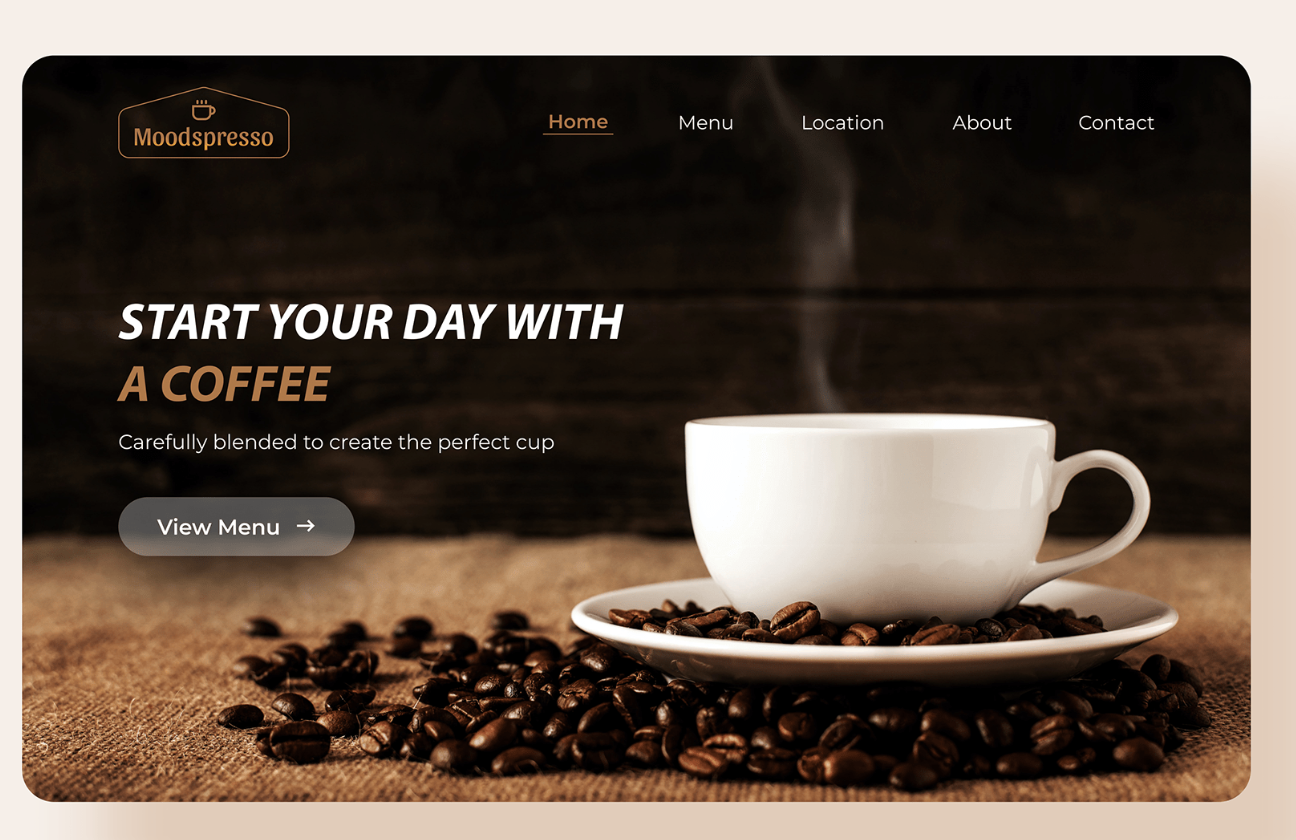 Moodspresso
Home Menu Location About Contact
START YOUR DAY WITH
A COFFEE
Carefully blended to create the perfect cup
View Menu →